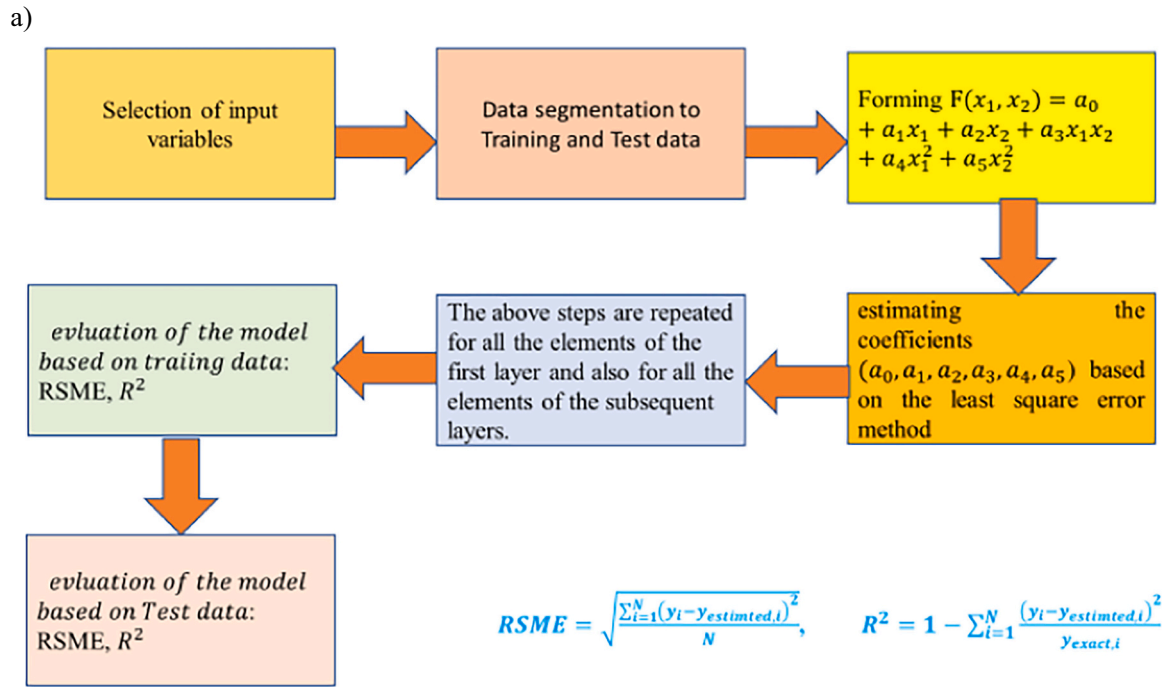 a)
Selection of input
variables
Data segmentation to
Training and Test data
Forming F(x₁, x₂) = a₀
+ a₁x₁ + a₂x₂ + a₃x₁x₂
+ a₄x₁² + a₅x₂²
estimating the
coefficients
(a₀, a₁, a₂, a₃, a₄, a₅) based
on the least square error
method
The above steps are repeated
for all the elements of the
first layer and also for all the
elements of the subsequent
layers.
evluation of the model
based on traiing data:
RSME, R²
evluation of the model
based on Test data:
RSME, R²
RSME = √(∑ᵢ₌₁ᴺ(yᵢ−y_estimted,i)² / N), R² = 1 − ∑ᵢ₌₁ᴺ (yᵢ−y_estimted,i)² / y_exact,i